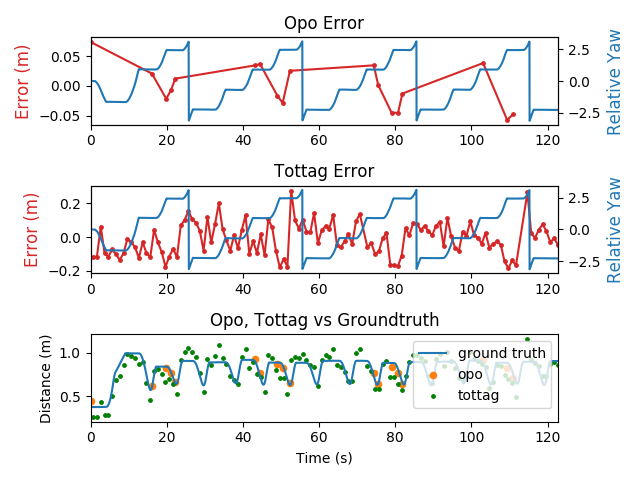 Opo Error
Error (m)
0.05
0.00
−0.05
2.5
0.0
−2.5
Relative Yaw
0 20 40 60 80 100 120
Tottag Error
Error (m)
0.2
0.0
−0.2
2.5
0.0
−2.5
Relative Yaw
0 20 40 60 80 100 120
Opo, Tottag vs Groundtruth
Distance (m)
1.0
0.5
ground truth
opo
tottag
0 20 40 60 80 100 120
Time (s)